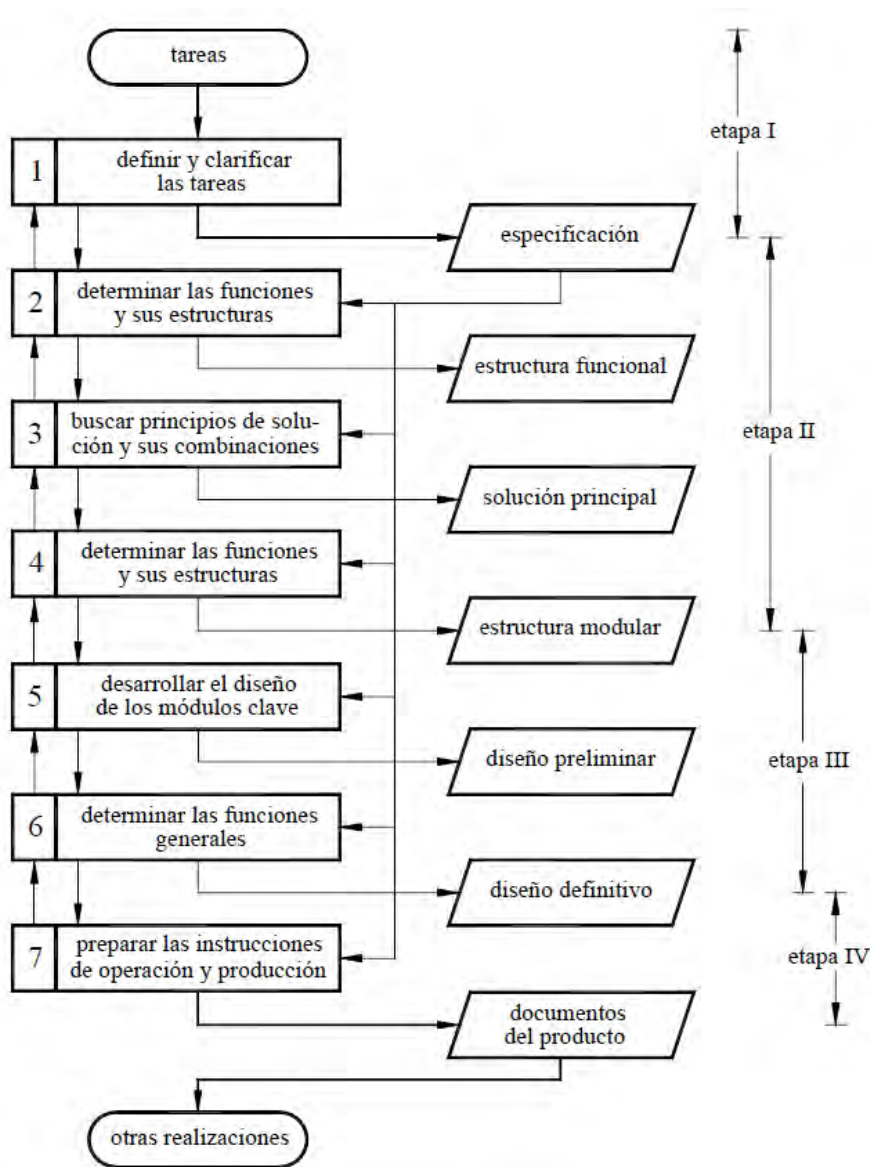 tareas
etapa I
1
definir y clarificar
las tareas
especificación
2
determinar las funciones
y sus estructuras
estructura funcional
3
buscar principios de solu-
ción y sus combinaciones
etapa II
solución principal
4
determinar las funciones
y sus estructuras
estructura modular
5
desarrollar el diseño
de los módulos clave
diseño preliminar
etapa III
6
determinar las funciones
generales
diseño definitivo
7
preparar las instrucciones
de operación y producción
etapa IV
documentos
del producto
otras realizaciones